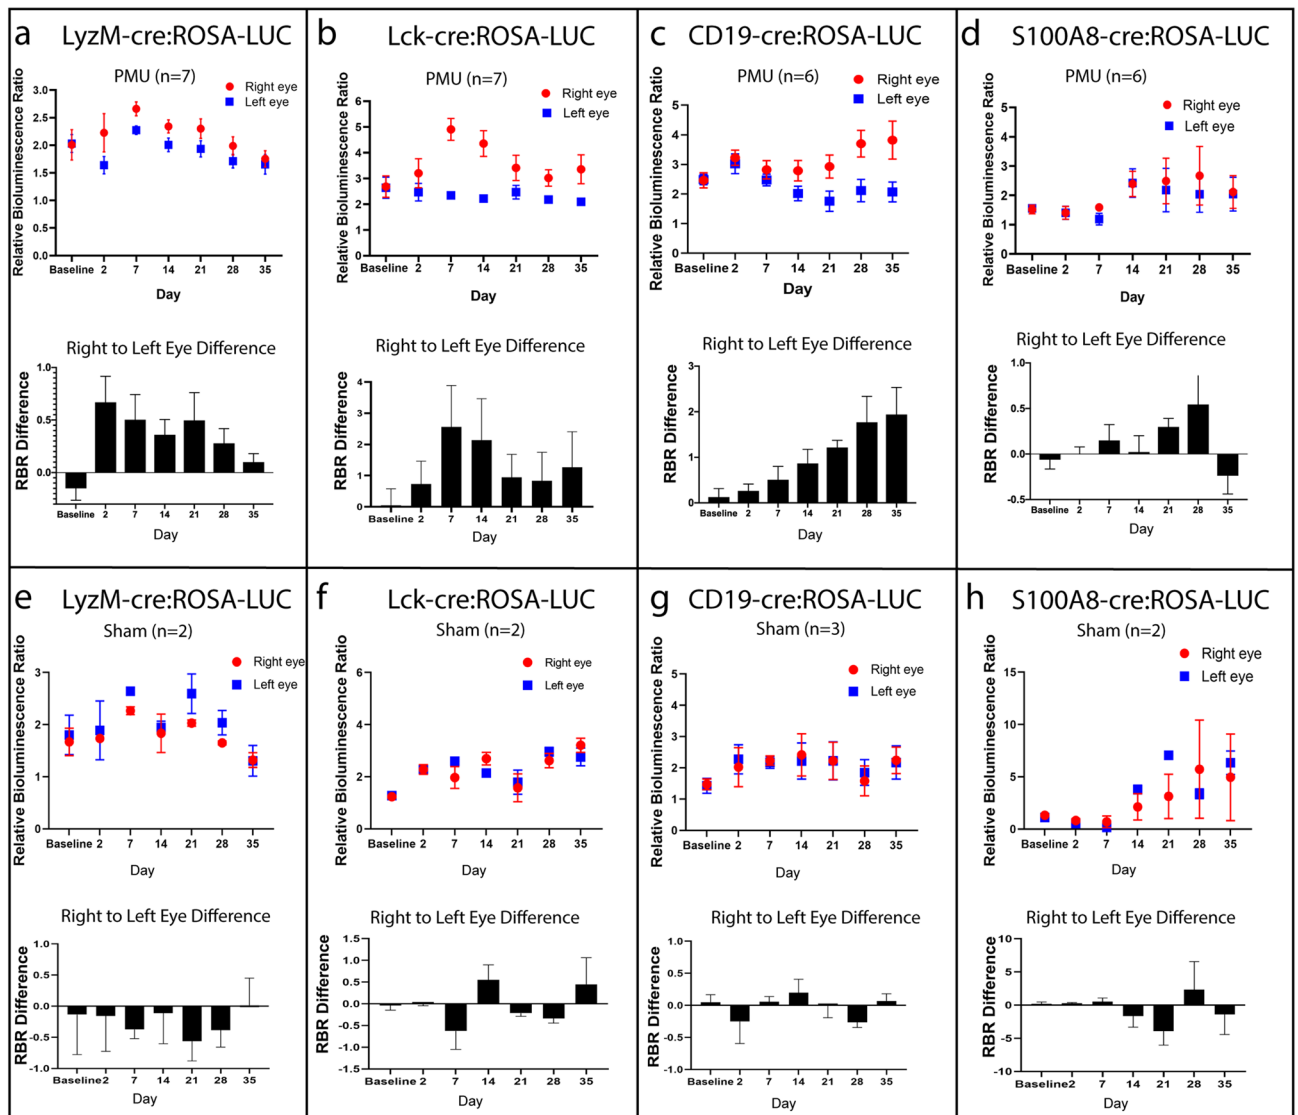 a LyzM-cre:ROSA-LUC
PMU (n=7)
Right eye
Left eye
Relative Bioluminescence Ratio
3.0
2.5
2.0
1.5
1.0
0.5
0.0
Baseline 2 7 14 21 28 35
Day
Right to Left Eye Difference
RBR Difference
1.0
0.5
0.0
Baseline 2 7 14 21 28 35
Day
b Lck-cre:ROSA-LUC
PMU (n=7)
Right eye
Left eye
Relative Bioluminescence Ratio
6
5
4
3
2
1
0
Baseline 2 7 14 21 28 35
Day
Right to Left Eye Difference
RBR Difference
4
3
2
1
0
Baseline 2 7 14 21 28 35
Day
c CD19-cre:ROSA-LUC
PMU (n=6)
Right eye
Left eye
Relative Bioluminescence Ratio
5
4
3
2
1
0
Baseline 2 7 14 21 28 35
Day
Right to Left Eye Difference
RBR Difference
3
2
1
0
Baseline 2 7 14 21 28 35
Day
d S100A8-cre:ROSA-LUC
PMU (n=6)
Right eye
Left eye
Relative Bioluminescence Ratio
5
4
3
2
1
0
Baseline 2 7 14 21 28 35
Day
Right to Left Eye Difference
RBR Difference
1.0
0.5
0.0
-0.5
Baseline 2 7 14 21 28 35
Day
e LyzM-cre:ROSA-LUC
Sham (n=2)
Right eye
Left eye
Relative Bioluminescence Ratio
3
2
1
0
Baseline 2 7 14 21 28 35
Day
Right to Left Eye Difference
RBR Difference
1.0
0.5
0.0
-0.5
-1.0
Baseline 2 7 14 21 28 35
Day
f Lck-cre:ROSA-LUC
Sham (n=2)
Right eye
Left eye
Relative Bioluminescence Ratio
6
4
2
0
Baseline 2 7 14 21 28 35
Day
Right to Left Eye Difference
RBR Difference
1.5
1.0
0.5
0.0
-0.5
-1.0
-1.5
Baseline 2 7 14 21 28 35
Day
g CD19-cre:ROSA-LUC
Sham (n=3)
Right eye
Left eye
Relative Bioluminescence Ratio
5
4
3
2
1
0
Baseline 2 7 14 21 28 35
Day
Right to Left Eye Difference
RBR Difference
1.0
0.5
0.0
-0.5
-1.0
Baseline 2 7 14 21 28 35
Day
h S100A8-cre:ROSA-LUC
Sham (n=2)
Right eye
Left eye
Relative Bioluminescence Ratio
15
10
5
0
Baseline 2 7 14 21 28 35
Day
Right to Left Eye Difference
RBR Difference
10
5
0
-5
-10
Baseline 2 7 14 21 28 35
Day